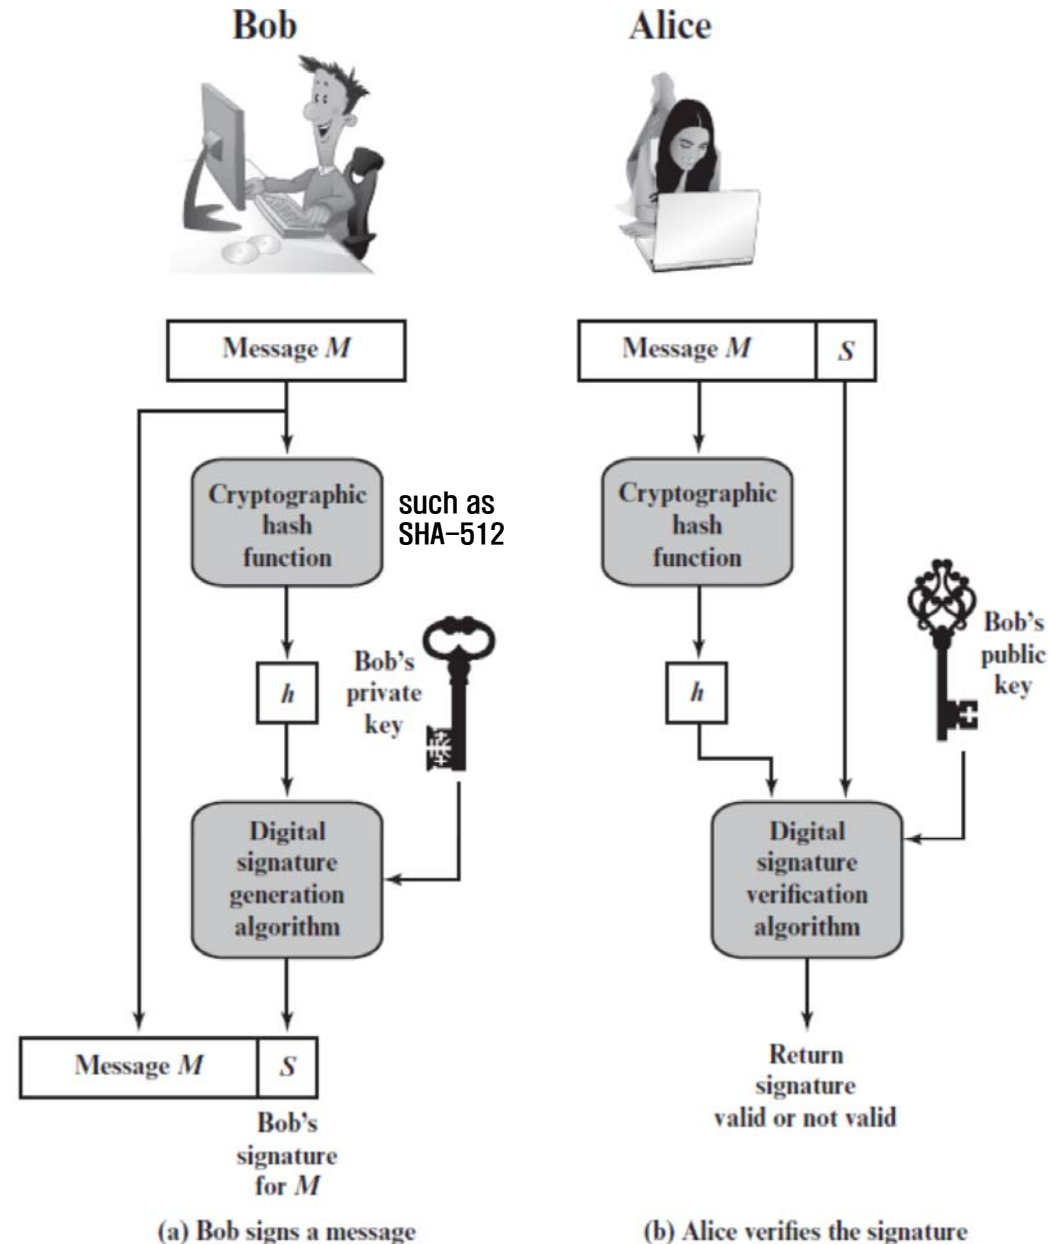 Bob
Message M
Cryptographic
hash
function
such as
SHA-512
h
Bob's
private
key
Digital
signature
generation
algorithm
Message M S
Bob's
signature
for M
(a) Bob signs a message
Alice
Message M S
Cryptographic
hash
function
h
Bob's
public
key
Digital
signature
verification
algorithm
Return
signature
valid or not valid
(b) Alice verifies the signature